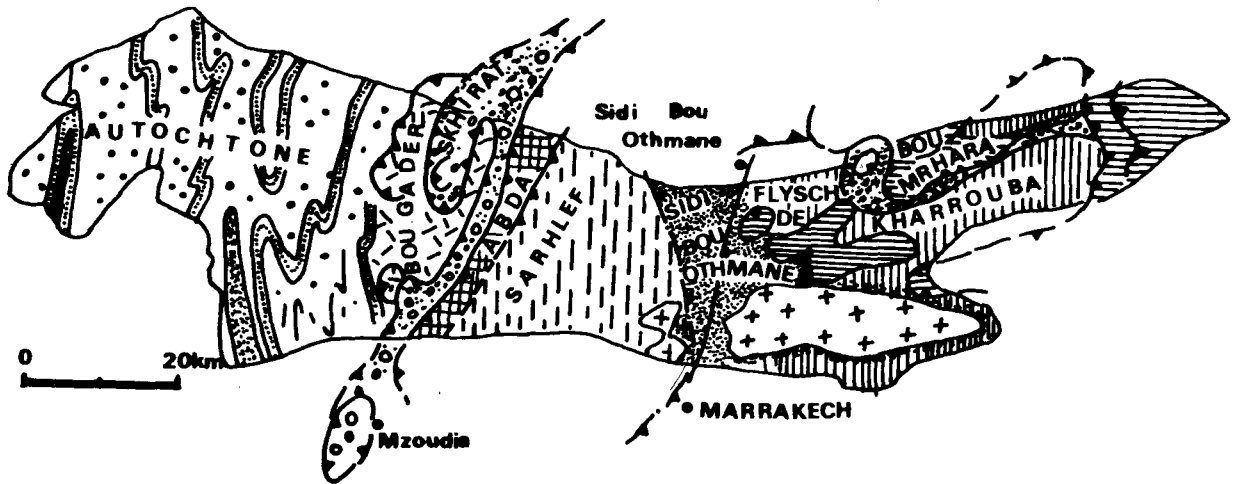 AUTOCHTONE
BOU GADER
SKHIRAT
ABDA
SARHLEF
Sidi Bou
Othmane
SIDI
BOU
OTHMANE
FLYSCH
DE
KHARROUBA
BOU
MRHARA
0 20km
MARRAKECH
Mzoudia